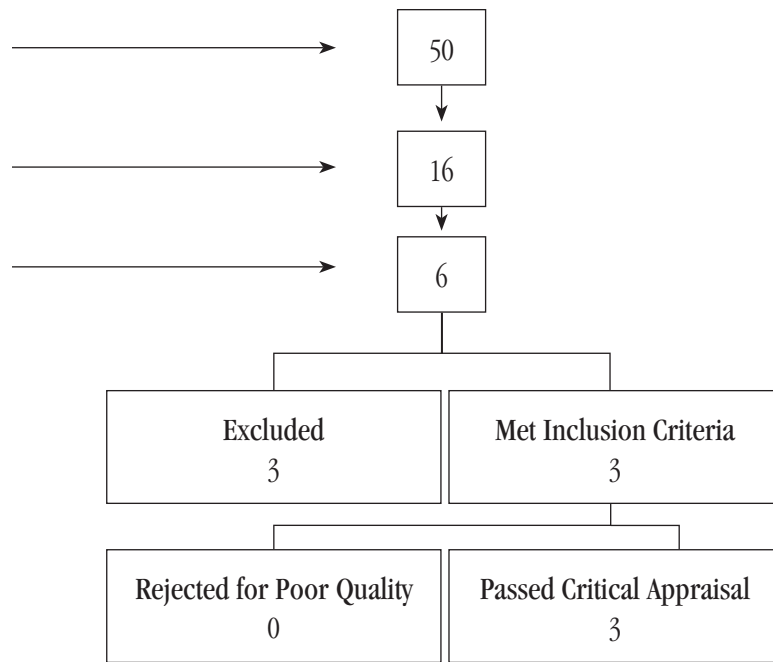 50
16
6
Excluded
3
Met Inclusion Criteria
3
Rejected for Poor Quality
0
Passed Critical Appraisal
3